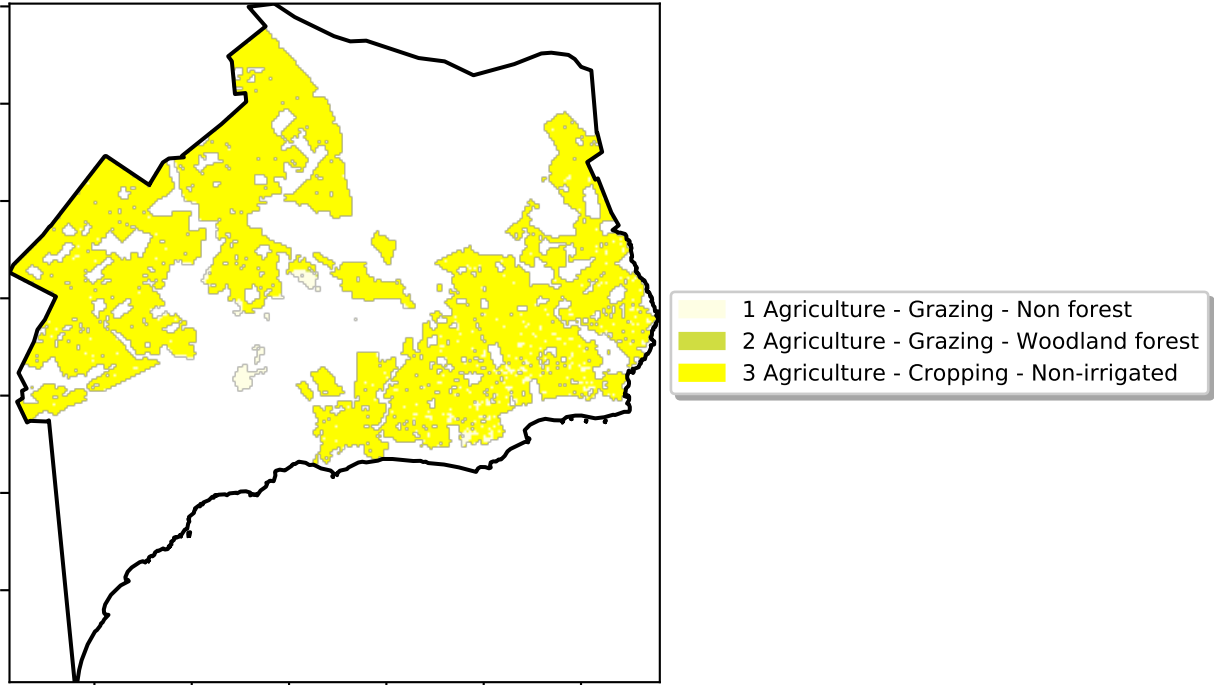 1 Agriculture - Grazing - Non forest
2 Agriculture - Grazing - Woodland forest
3 Agriculture - Cropping - Non-irrigated